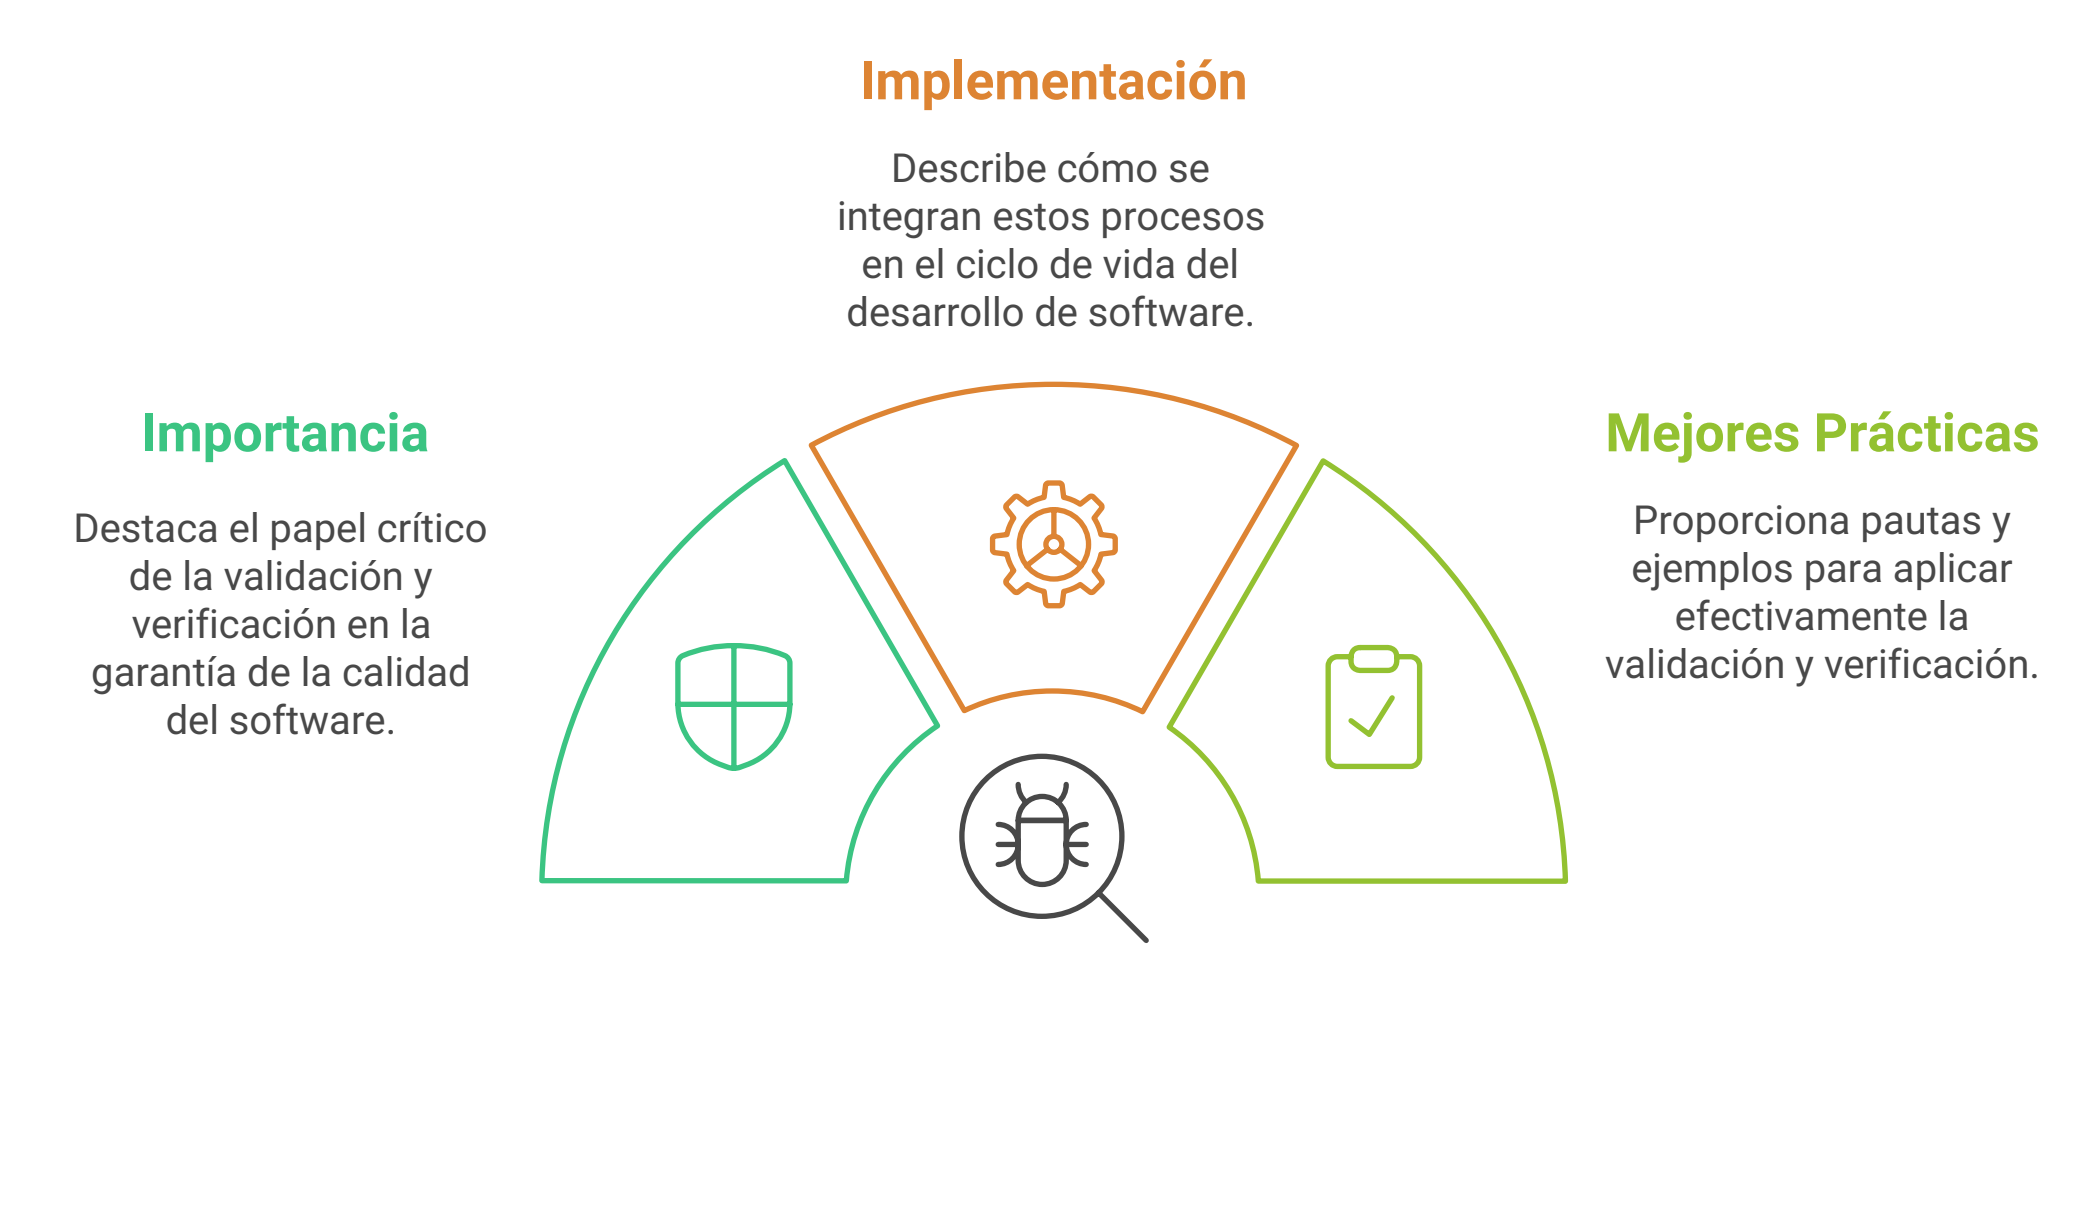 Implementación
Describe cómo se
integran estos procesos
en el ciclo de vida del
desarrollo de software.
Importancia
Destaca el papel crítico
de la validación y
verificación en la
garantía de la calidad
del software.
Mejores Prácticas
Proporciona pautas y
ejemplos para aplicar
efectivamente la
validación y verificación.